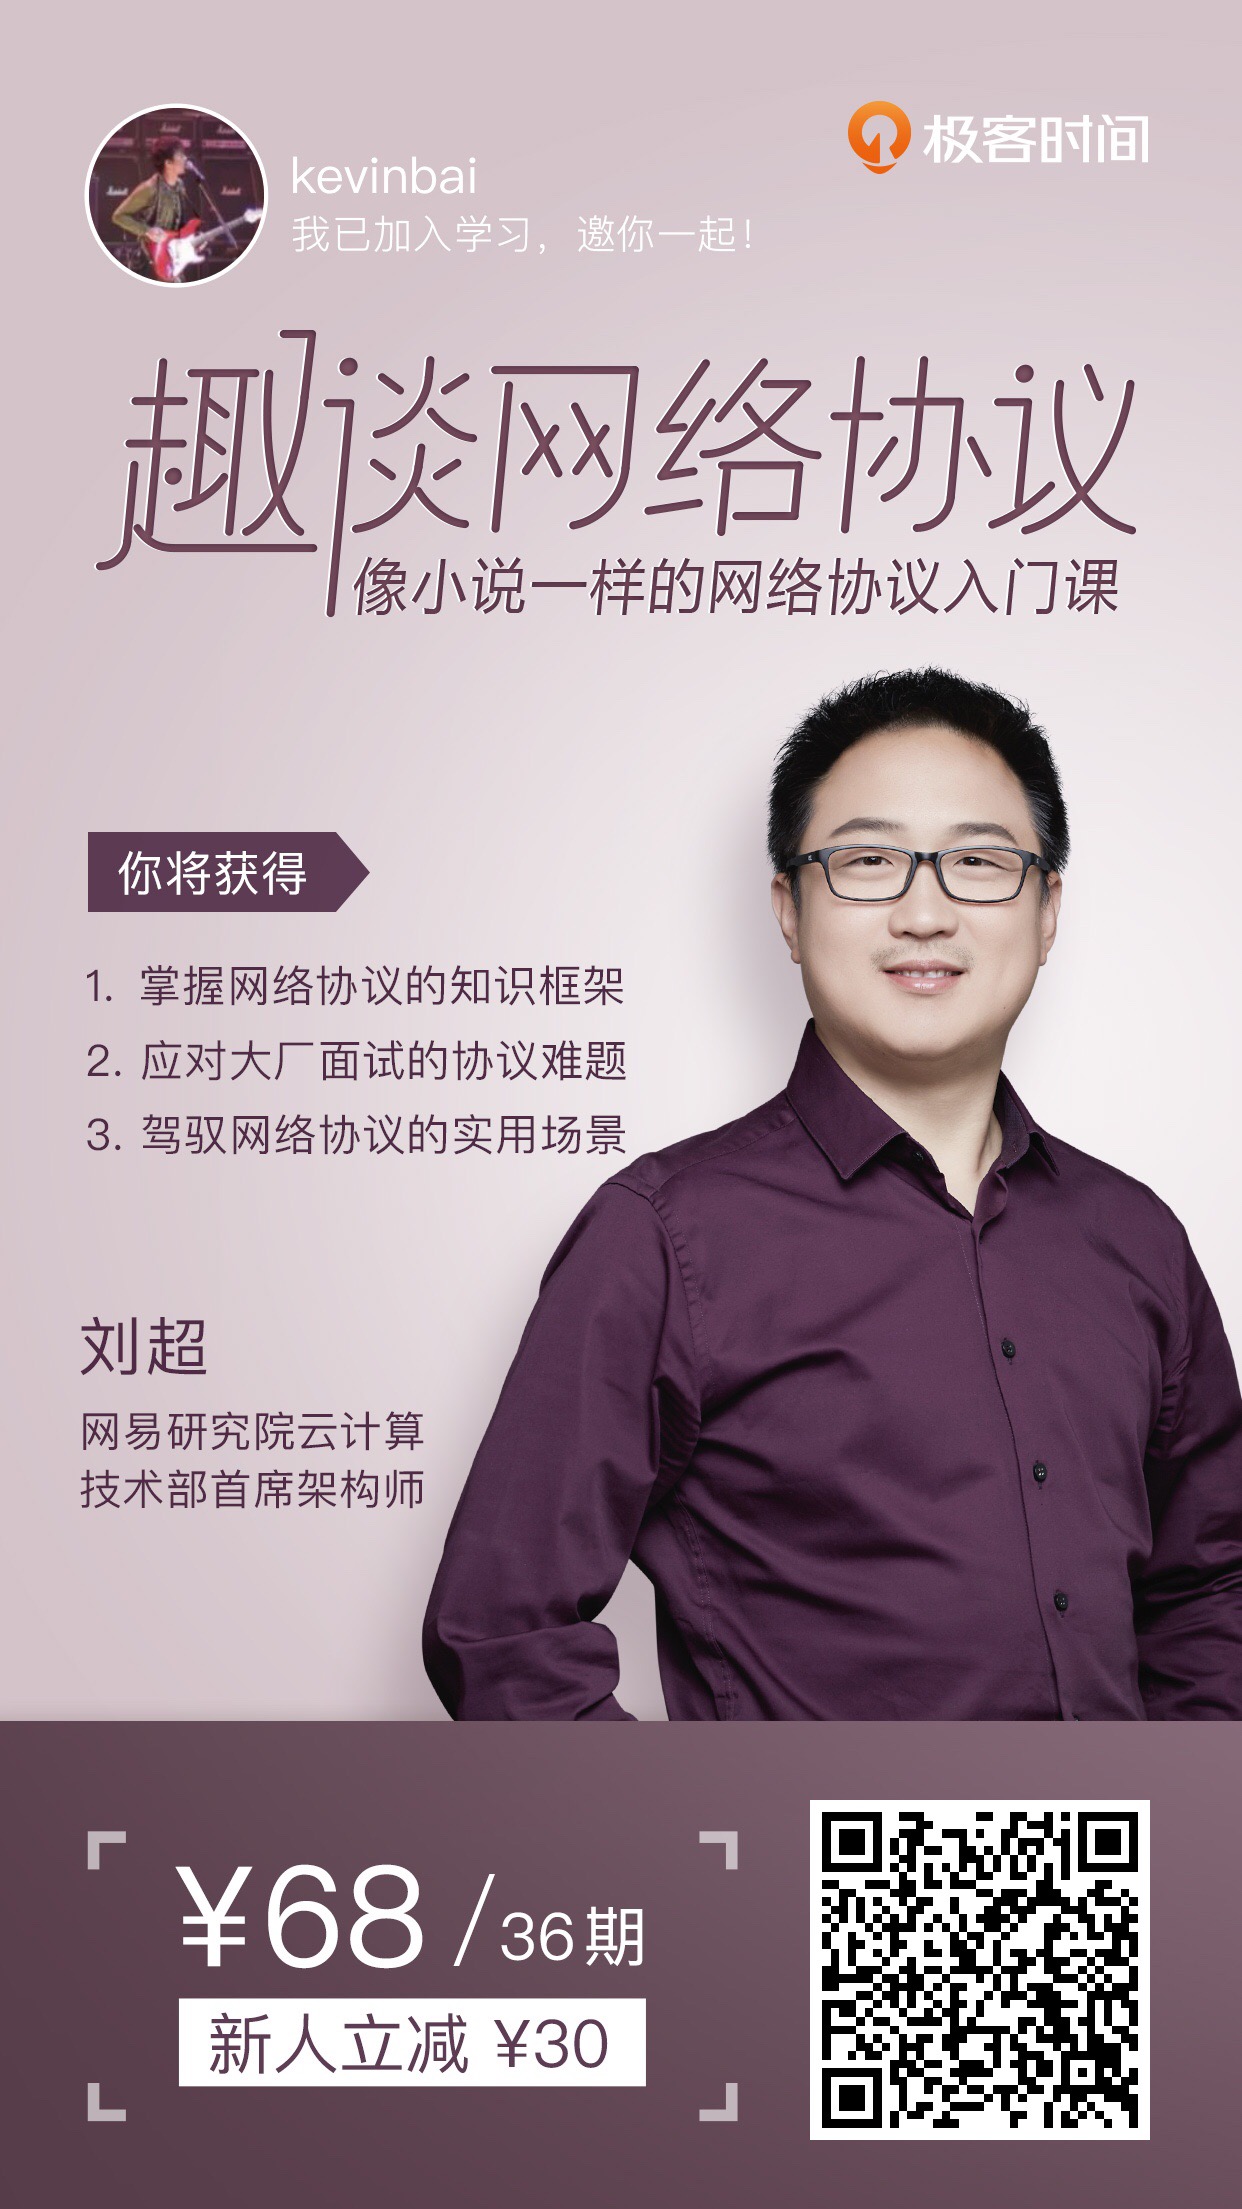 kevinbai
极客时间
我已加入学习，邀你一起！
趣谈网络协议
像小说一样的网络协议入门课
你将获得
1. 掌握网络协议的知识框架
2. 应对大厂面试的协议难题
3. 驾驭网络协议的实用场景
刘超
网易研究院云计算
技术部首席架构师
¥68 / 36期
新人立减 ¥30